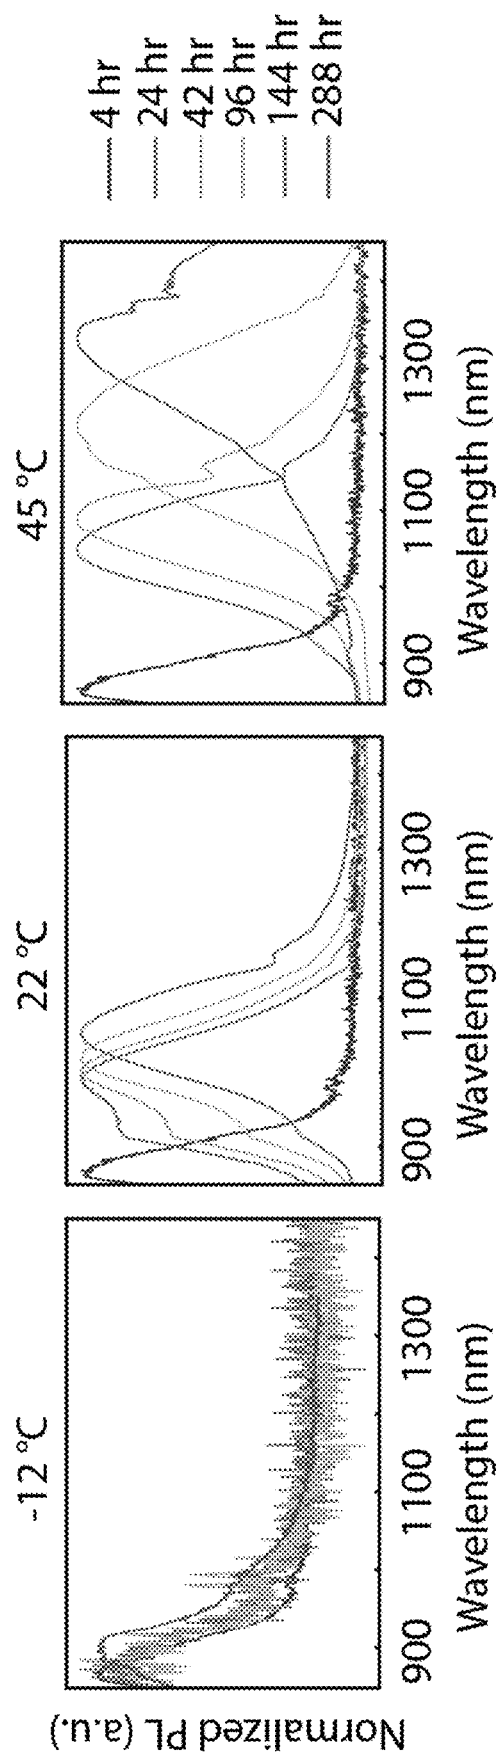 -12 °C
22 °C
45 °C
Normalized PL (a.u.)
900 1100 1300
900 1100 1300
900 1100 1300
Wavelength (nm)
Wavelength (nm)
Wavelength (nm)
4 hr
24 hr
42 hr
96 hr
144 hr
288 hr